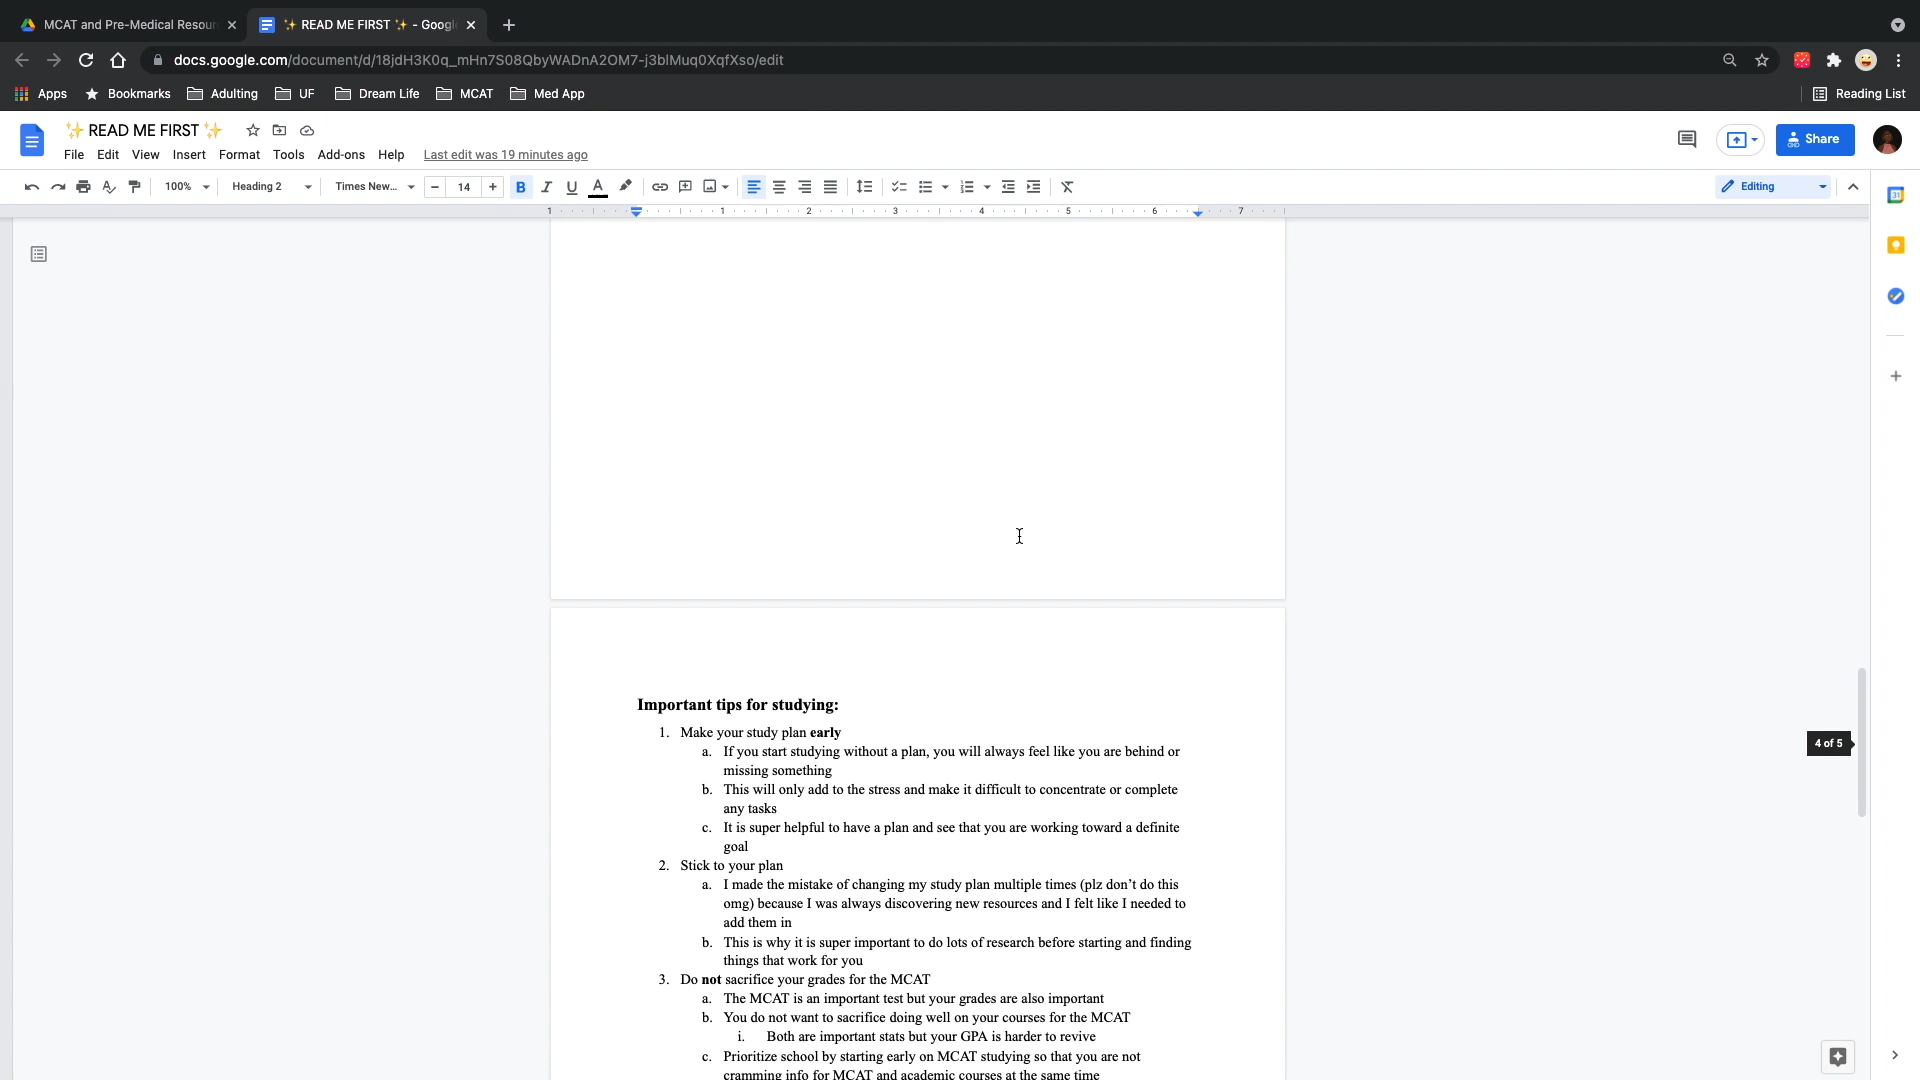 MCAT and Pre-Medical Resour
✨ READ ME FIRST ✨ - Googl
docs.google.com/document/d/18jdH3K0q_mHn7S08QbyWADnA2OM7-j3blMuq0XqfXso/edit
Apps
Bookmarks
Adulting
UF
Dream Life
MCAT
Med App
Reading List
✨ READ ME FIRST ✨
File Edit View Insert Format Tools Add-ons Help Last edit was 19 minutes ago
Share
100% Heading 2 Times New... 14 B I U A
Editing
1 1 2 3 4 5 6 7
31
Important tips for studying:
1. Make your study plan early
a. If you start studying without a plan, you will always feel like you are behind or
missing something
b. This will only add to the stress and make it difficult to concentrate or complete
any tasks
c. It is super helpful to have a plan and see that you are working toward a definite
goal
2. Stick to your plan
a. I made the mistake of changing my study plan multiple times (plz don't do this
omg) because I was always discovering new resources and I felt like I needed to
add them in
b. This is why it is super important to do lots of research before starting and finding
things that work for you
3. Do not sacrifice your grades for the MCAT
a. The MCAT is an important test but your grades are also important
b. You do not want to sacrifice doing well on your courses for the MCAT
i. Both are important stats but your GPA is harder to revive
c. Prioritize school by starting early on MCAT studying so that you are not
cramming info for MCAT and academic courses at the same time
4 of 5